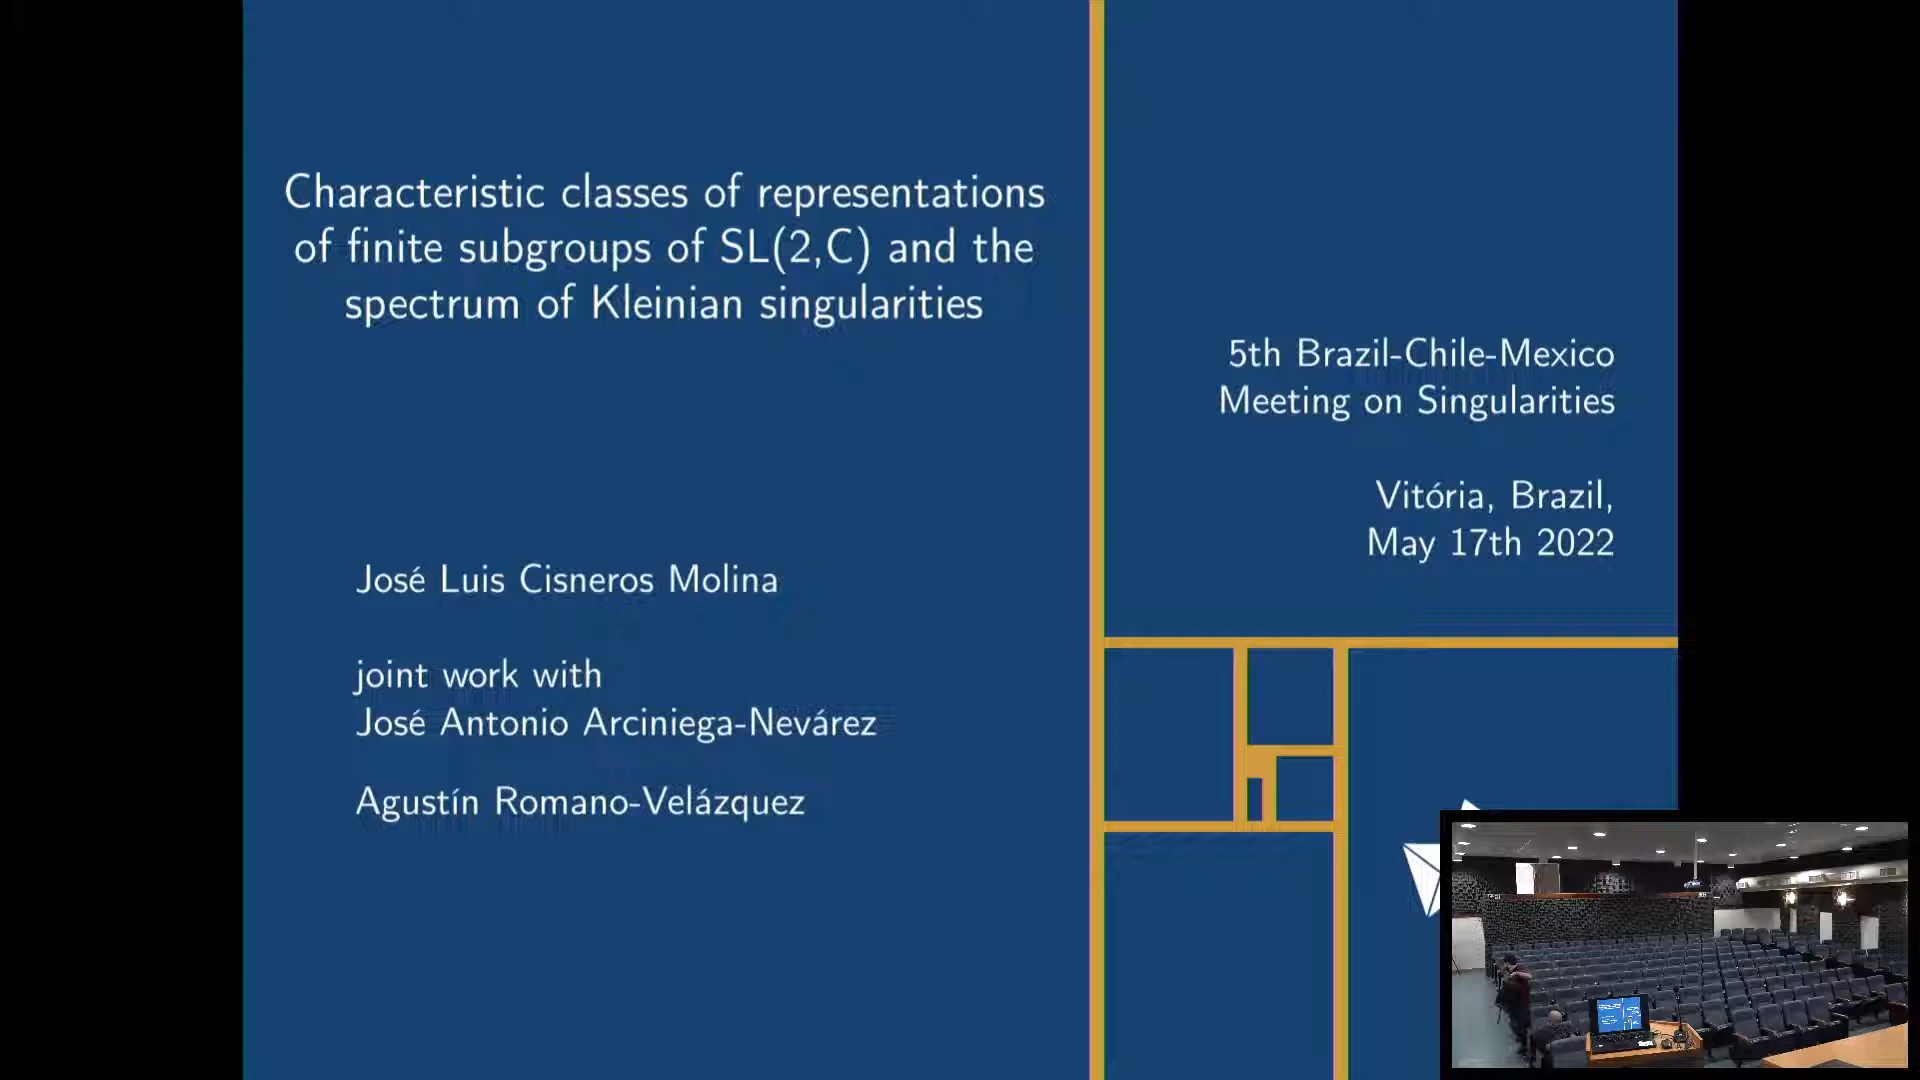 Characteristic classes of representations
of finite subgroups of SL(2,C) and the
spectrum of Kleinian singularities
5th Brazil-Chile-Mexico
Meeting on Singularities
Vitória, Brazil,
May 17th 2022
José Luis Cisneros Molina
joint work with
José Antonio Arciniega-Nevárez
Agustín Romano-Velázquez